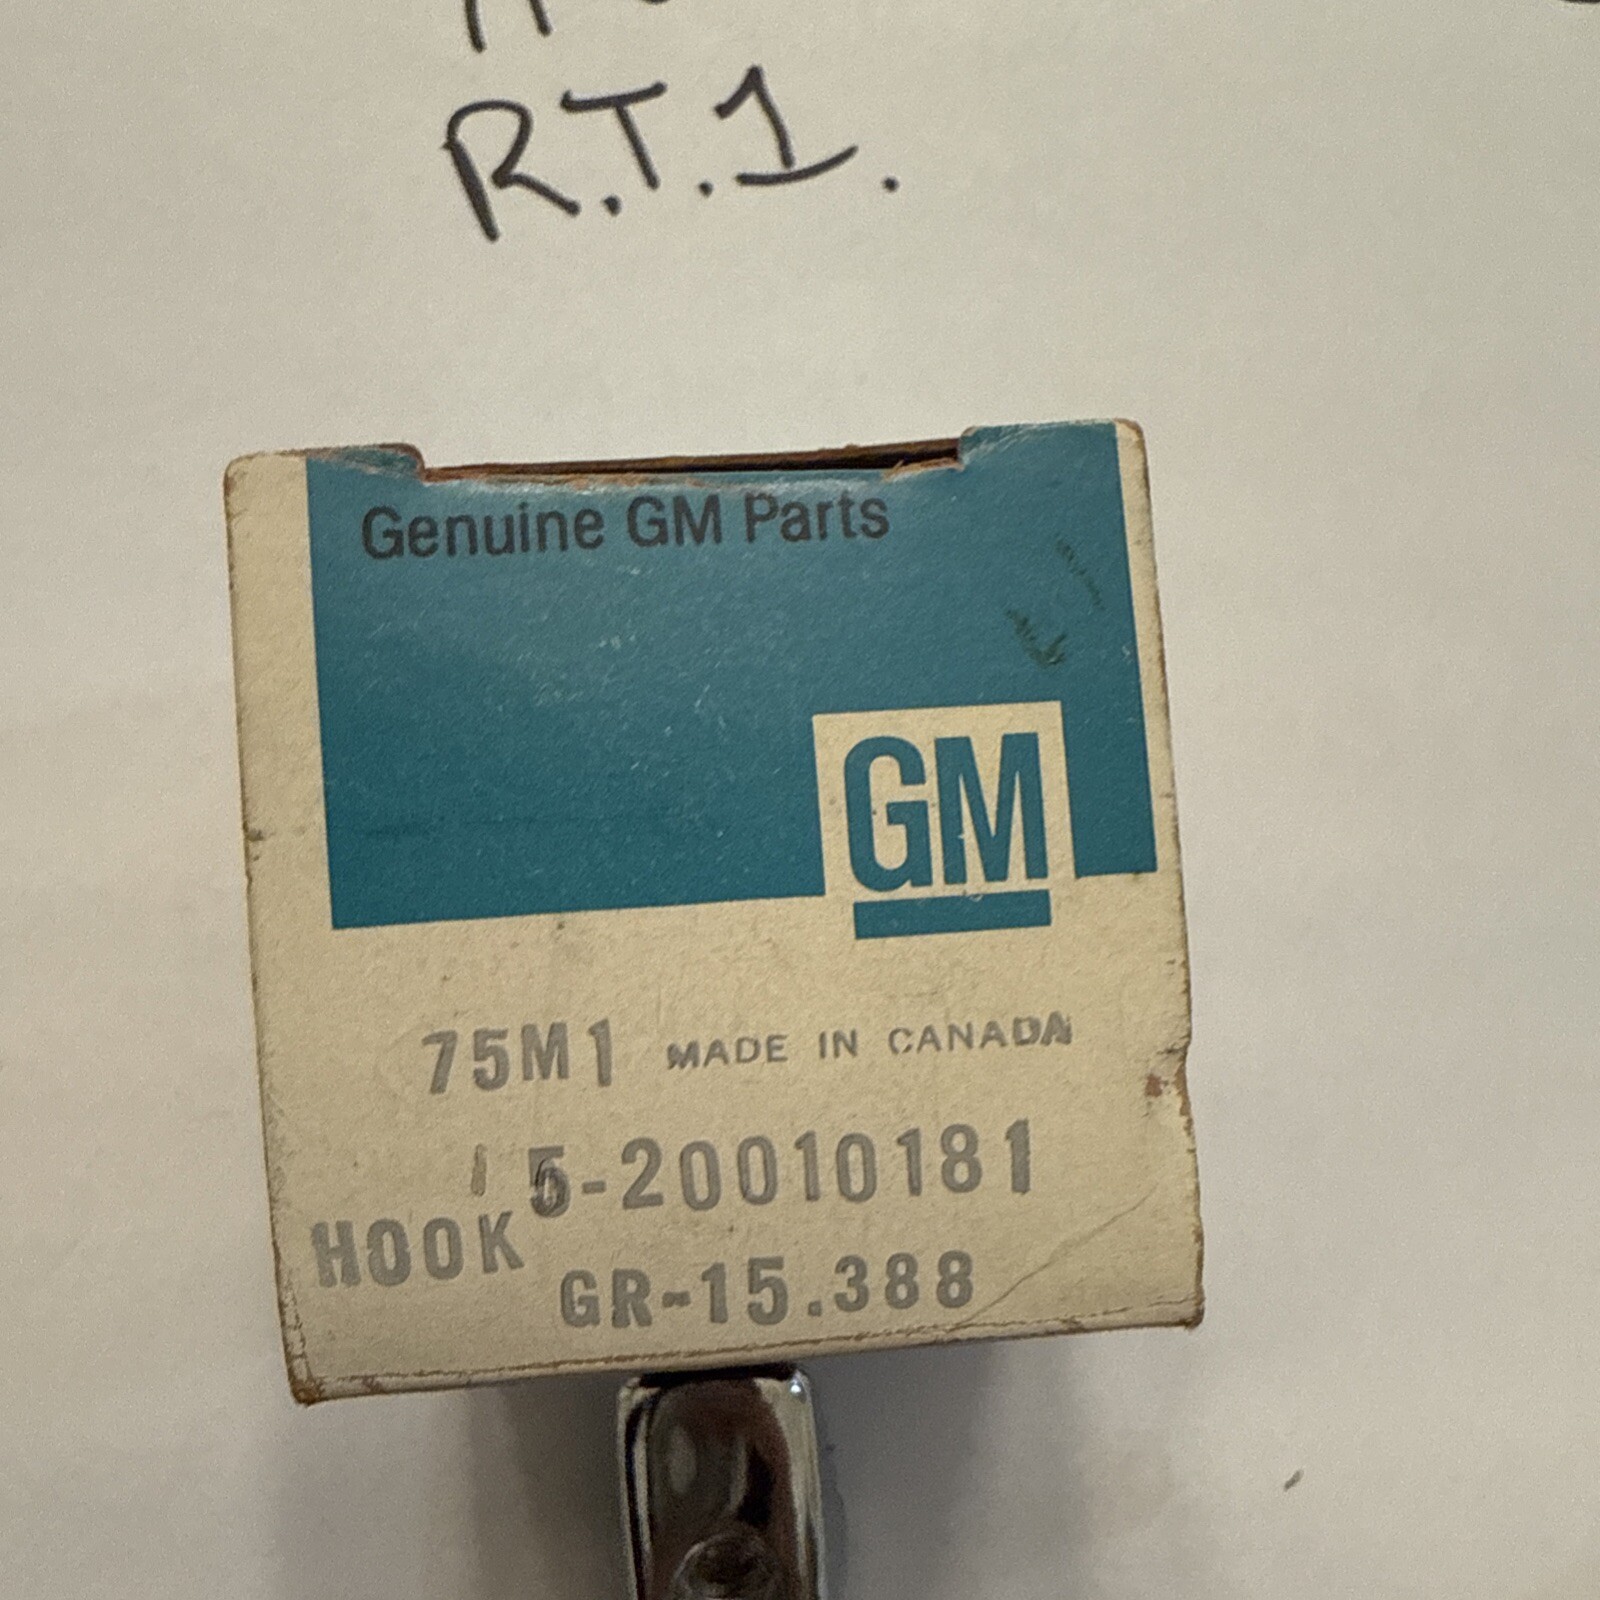 R.T.1.
Genuine GM Parts
GM
75M1 MADE IN CANADA
5-20010181
HOOK
GR-15.388